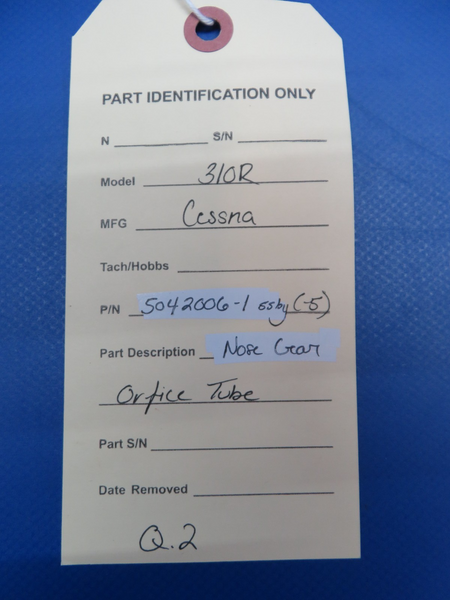 PART IDENTIFICATION ONLY
N S/N
Model 310R
MFG Cessna
Tach/Hobbs
P/N 5042006-1 ssby (-5)
Part Description Nose Gear
Orfice Tube
Part S/N
Date Removed
Q.2